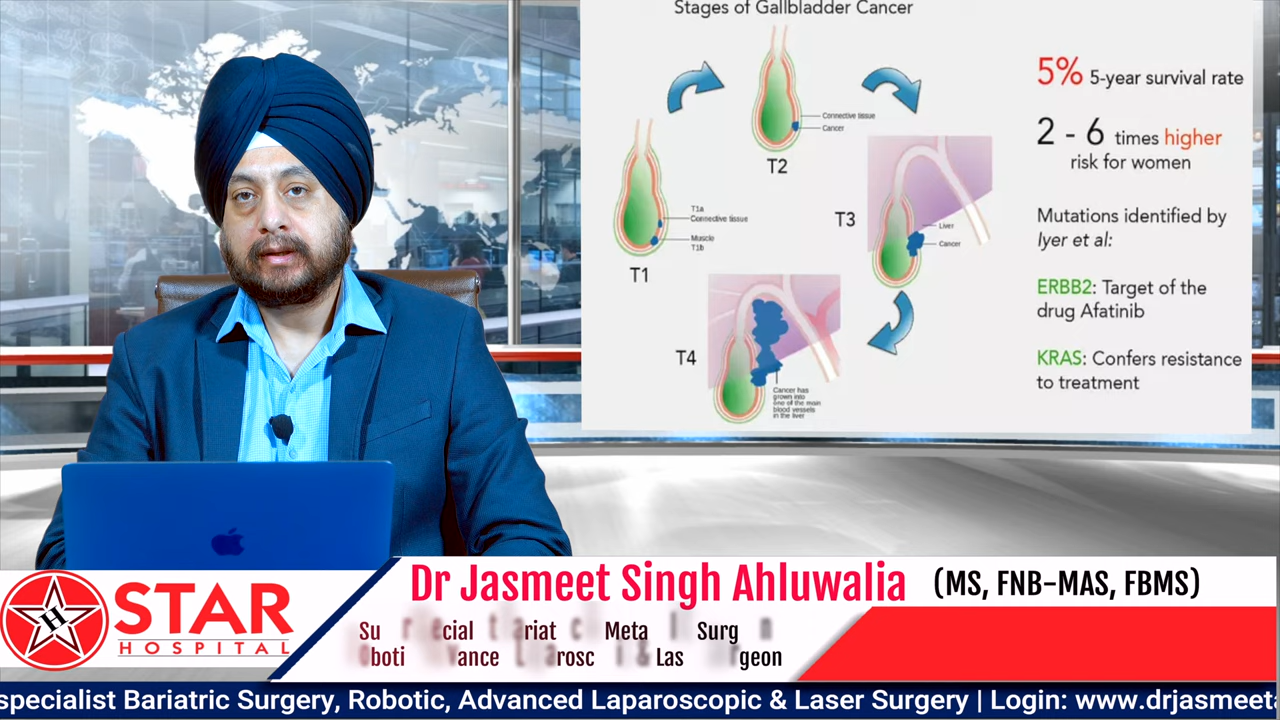 Stages of Gallbladder Cancer
Connective tissue
Cancer
T2
T1a
Connective tissue
Muscle
T1b
T1
T3
Liver
Cancer
T4
Cancer has
grown into
one of the main
blood vessels
in the liver
5% 5-year survival rate
2 - 6 times higher
risk for women
Mutations identified by
Iyer et al:
ERBB2: Target of the
drug Afatinib
KRAS: Confers resistance
to treatment
STAR
HOSPITAL
H
Dr Jasmeet Singh Ahluwalia (MS, FNB-MAS, FBMS)
specialist Bariatric Surgery, Robotic, Advanced Laparoscopic & Laser Surgery | Login: www.drjasmeet